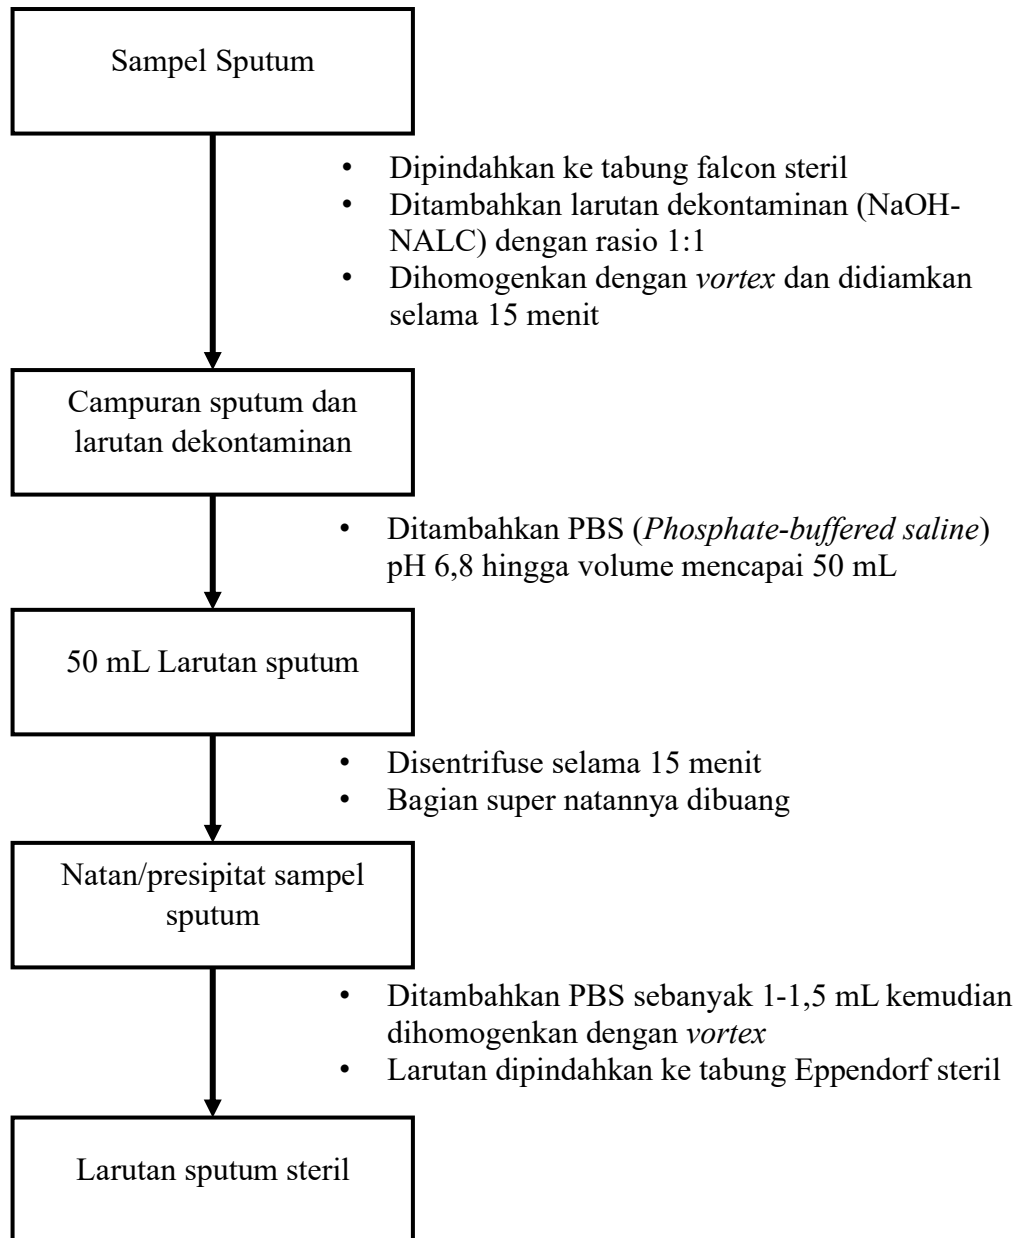 Sampel Sputum
• Dipindahkan ke tabung falcon steril
• Ditambahkan larutan dekontaminan (NaOH-
NALC) dengan rasio 1:1
• Dihomogenkan dengan vortex dan didiamkan
selama 15 menit
Campuran sputum dan
larutan dekontaminan
• Ditambahkan PBS (Phosphate-buffered saline)
pH 6,8 hingga volume mencapai 50 mL
50 mL Larutan sputum
• Disentrifuse selama 15 menit
• Bagian super natannya dibuang
Natan/presipitat sampel
sputum
• Ditambahkan PBS sebanyak 1-1,5 mL kemudian
dihomogenkan dengan vortex
• Larutan dipindahkan ke tabung Eppendorf steril
Larutan sputum steril